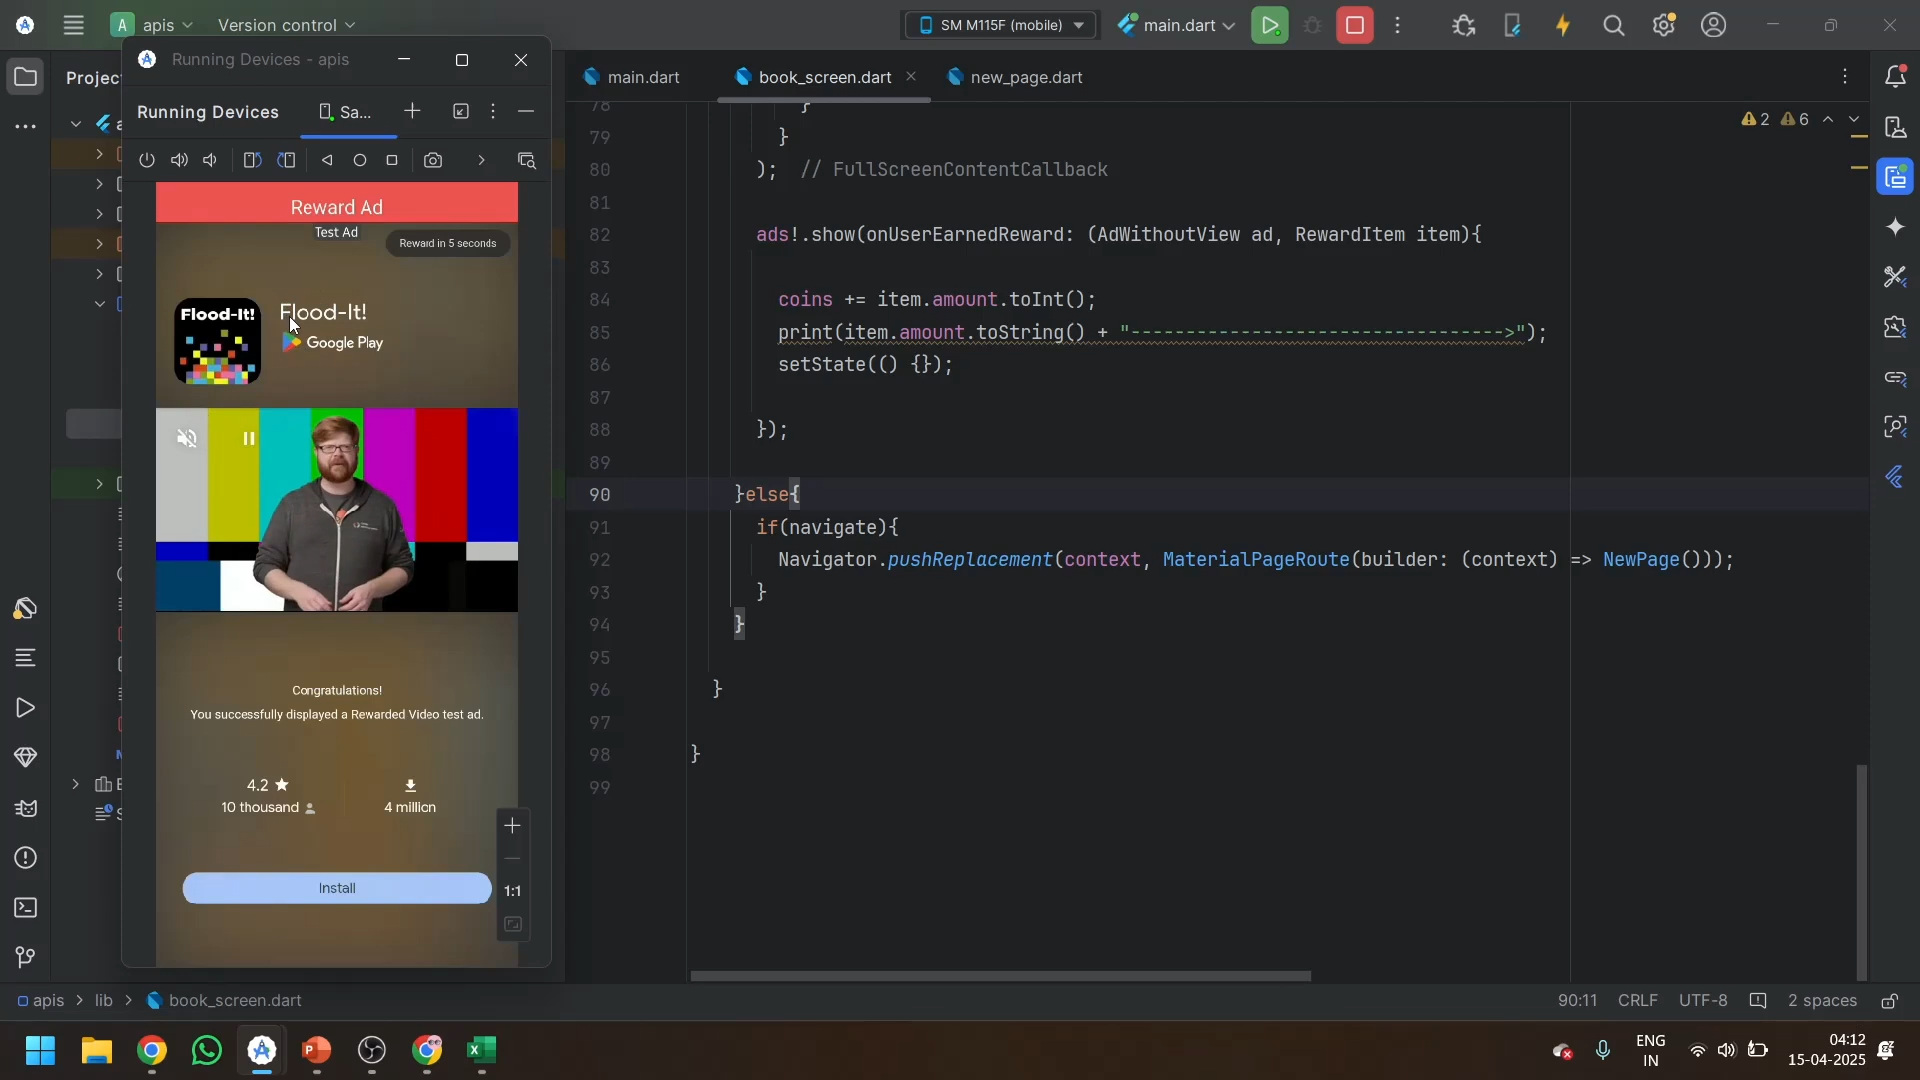 A apis
Version control
SM M115F (mobile)
main.dart
Running Devices - apis
Projec
main.dart
book_screen.dart
new_page.dart
Running Devices
Sa...
2
6
Reward Ad
Test Ad
Reward in 5 seconds
Flood-It!
Flood-It!
Google Play
Congratulations!
You successfully displayed a Rewarded Video test ad.
4.2
10 thousand
4 million
Install
1:1
78 }
79 }
80 ); // FullScreenContentCallback
81
82 ads!.show(onUserEarnedReward: (AdWithoutView ad, RewardItem item){
83
84 coins += item.amount.toInt();
85 print(item.amount.toString() + "---------------------------------->");
86 setState(() {});
87
88 });
89
90 }else{
91 if(navigate){
92 Navigator.pushReplacement(context, MaterialPageRoute(builder: (context) => NewPage()));
93 }
94 }
95
96 }
97
98 }
99
apis > lib > book_screen.dart
90:11 CRLF UTF-8 2 spaces
ENG
IN
04:12
15-04-2025